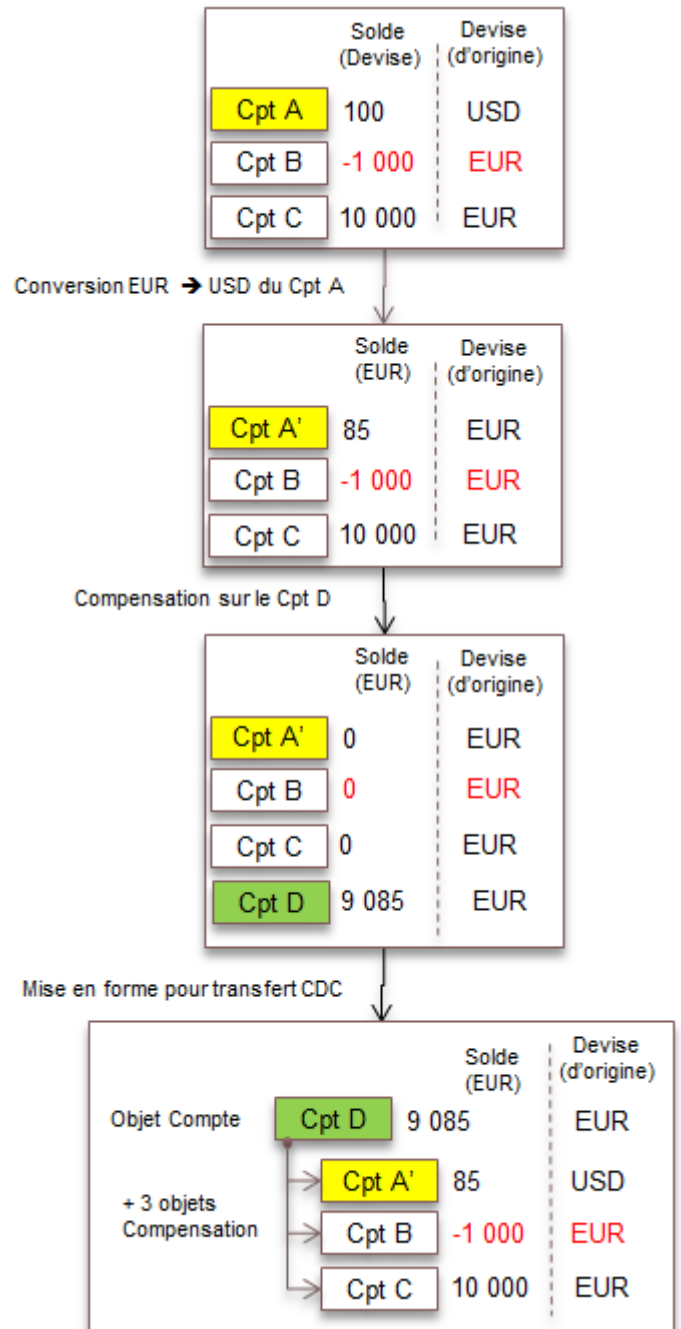 Solde Devise
(Devise) (d'origine)
Cpt A 100 USD
Cpt B -1 000 EUR
Cpt C 10 000 EUR
Conversion EUR ➔ USD du Cpt A
Solde Devise
(EUR) (d'origine)
Cpt A' 85 EUR
Cpt B -1 000 EUR
Cpt C 10 000 EUR
Compensation sur le Cpt D
Solde Devise
(EUR) (d'origine)
Cpt A' 0 EUR
Cpt B 0 EUR
Cpt C 0 EUR
Cpt D 9 085 EUR
Mise en forme pour transfert CDC
Solde Devise
(EUR) (d'origine)
Objet Compte Cpt D 9 085 EUR
Cpt A' 85 USD
+ 3 objets
Compensation
Cpt B -1 000 EUR
Cpt C 10 000 EUR